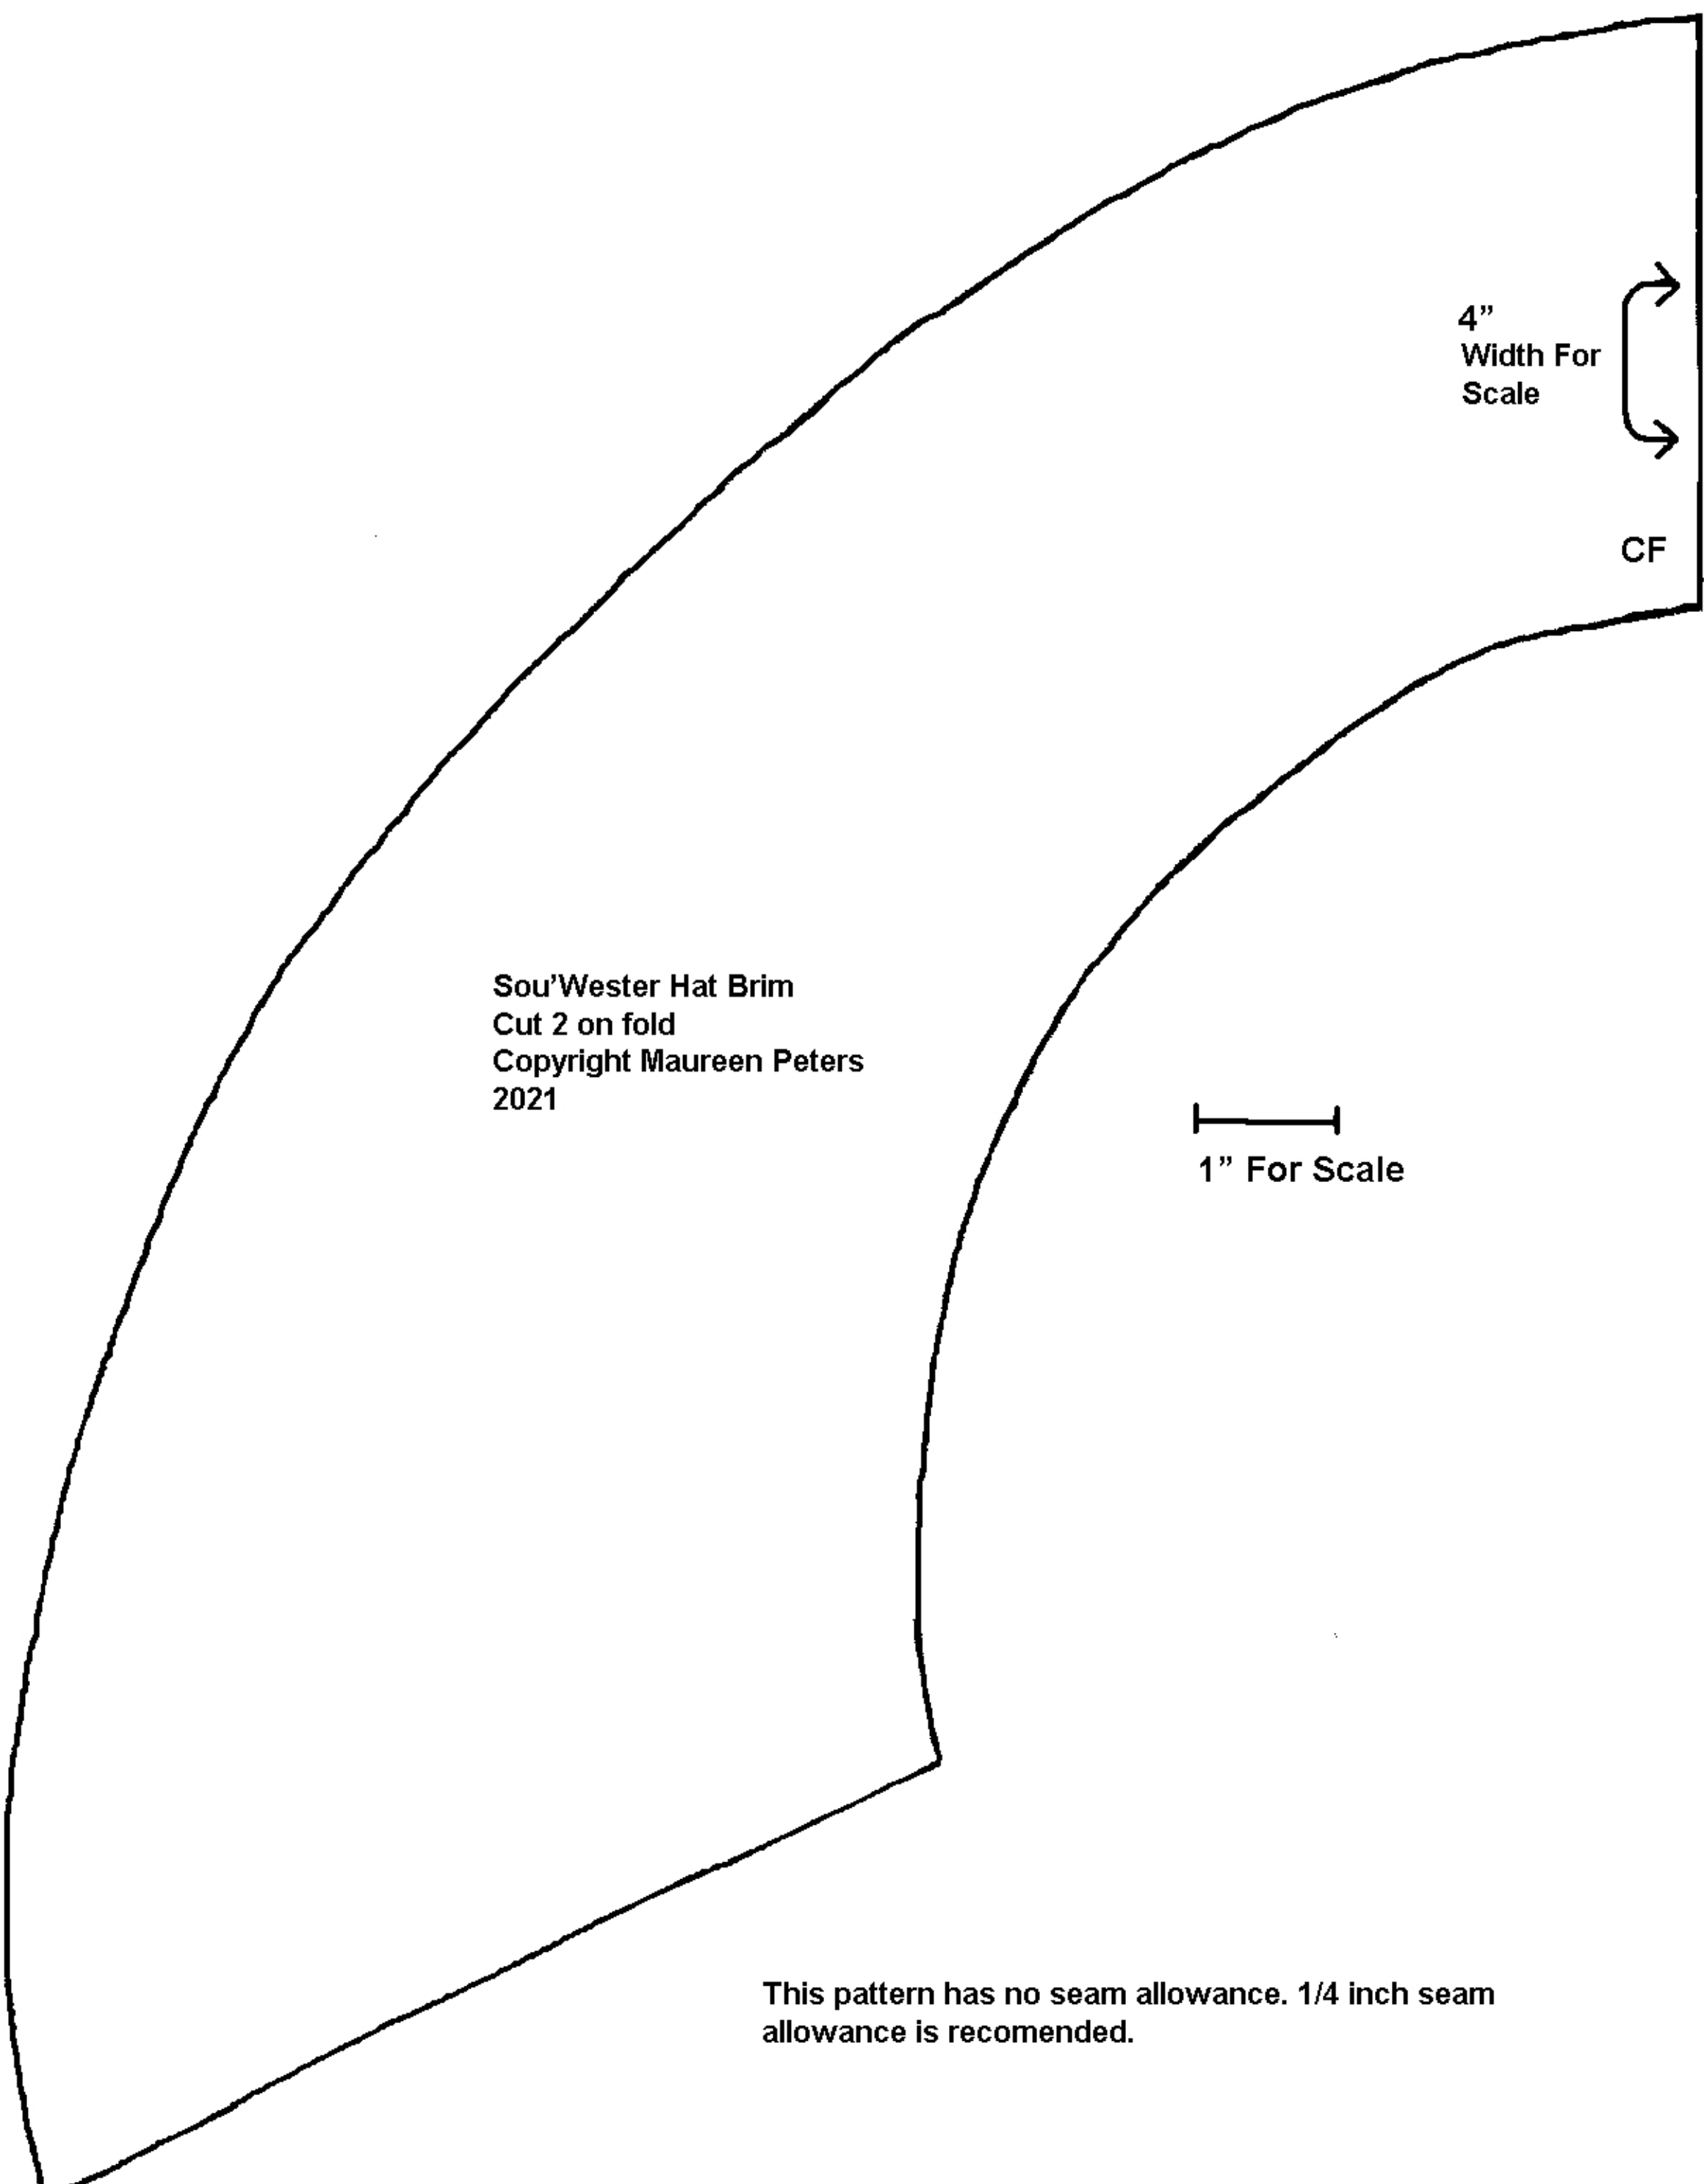 4”
Width For
Scale
CF
Sou’Wester Hat Brim
Cut 2 on fold
Copyright Maureen Peters
2021
1” For Scale
This pattern has no seam allowance. 1/4 inch seam
allowance is recomended.